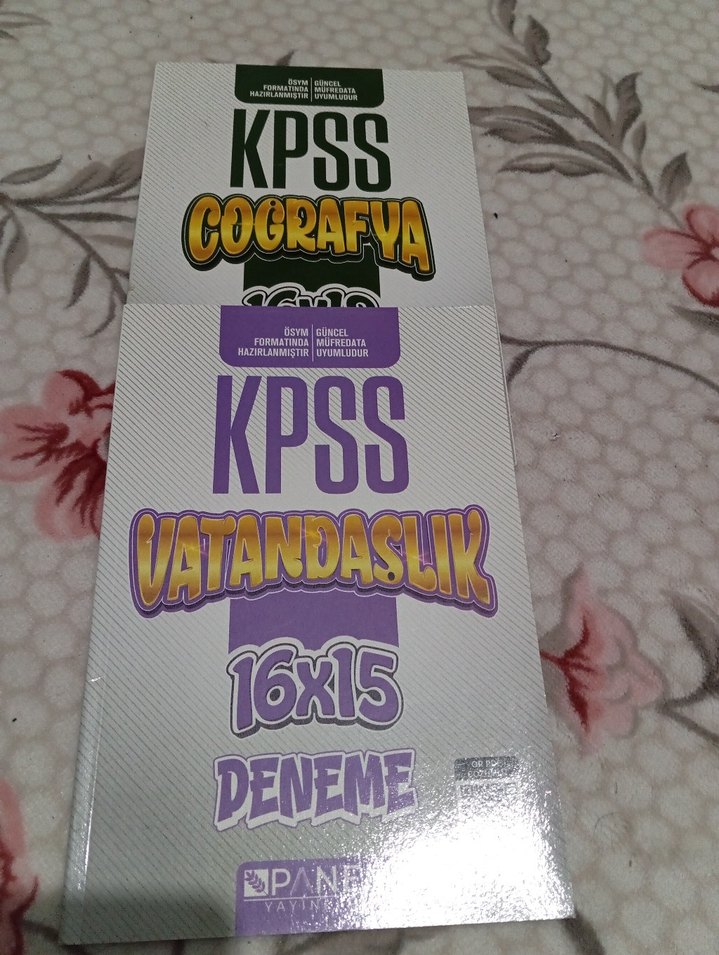 ÖSYM FORMATINDA HAZIRLANMIŞTIR
GÜNCEL MÜFREDATA UYUMLUDUR
KPSS
COĞRAFYA
ÖSYM FORMATINDA HAZIRLANMIŞTIR
GÜNCEL MÜFREDATA UYUMLUDUR
KPSS
VATANDAŞLIK
16x15
DENEME